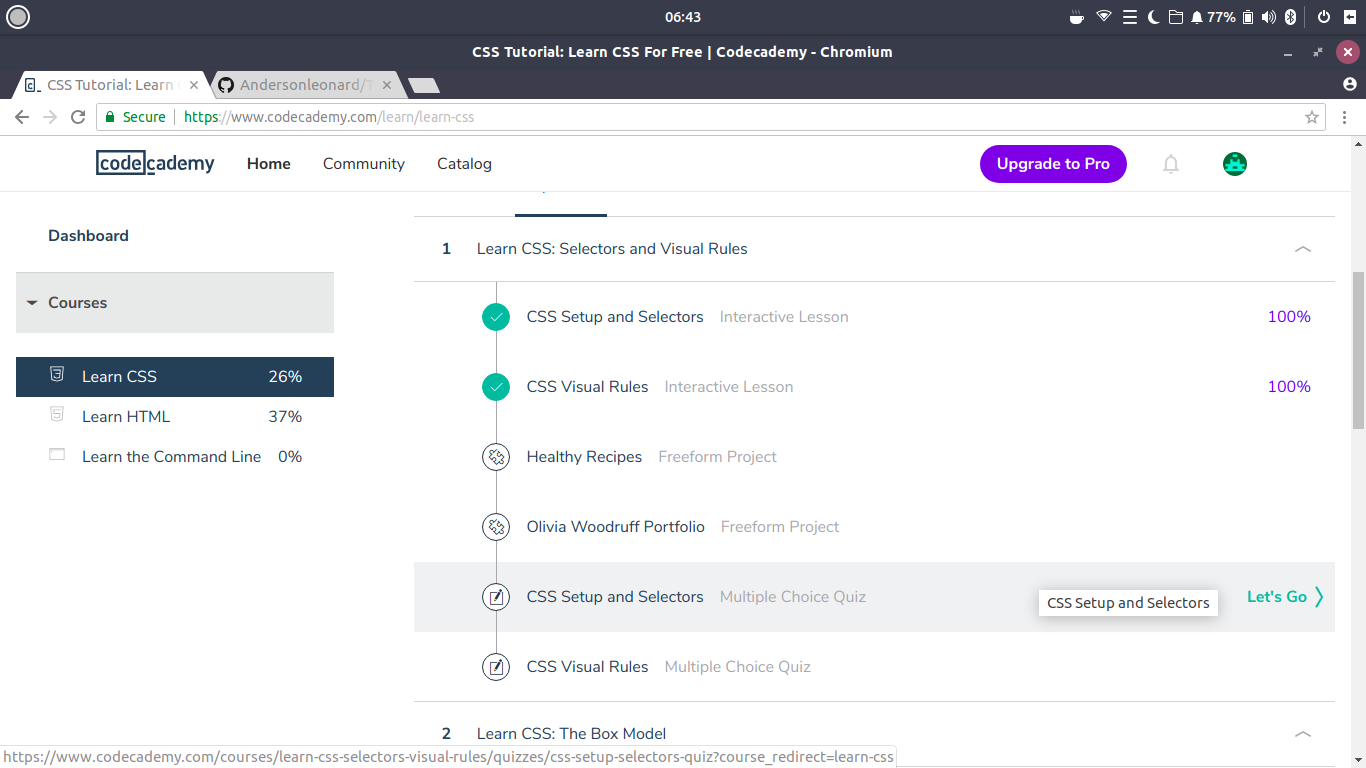 06:43
77%
CSS Tutorial: Learn CSS For Free | Codecademy - Chromium
CSS Tutorial: Learn
Andersonleonard/
Secure https://www.codecademy.com/learn/learn-css
codecademy Home Community Catalog Upgrade to Pro
Dashboard
Courses
Learn CSS 26%
Learn HTML 37%
Learn the Command Line 0%
1 Learn CSS: Selectors and Visual Rules
CSS Setup and Selectors Interactive Lesson 100%
CSS Visual Rules Interactive Lesson 100%
Healthy Recipes Freeform Project
Olivia Woodruff Portfolio Freeform Project
CSS Setup and Selectors Multiple Choice Quiz CSS Setup and Selectors Let's Go
CSS Visual Rules Multiple Choice Quiz
2 Learn CSS: The Box Model
https://www.codecademy.com/courses/learn-css-selectors-visual-rules/quizzes/css-setup-selectors-quiz?course_redirect=learn-css